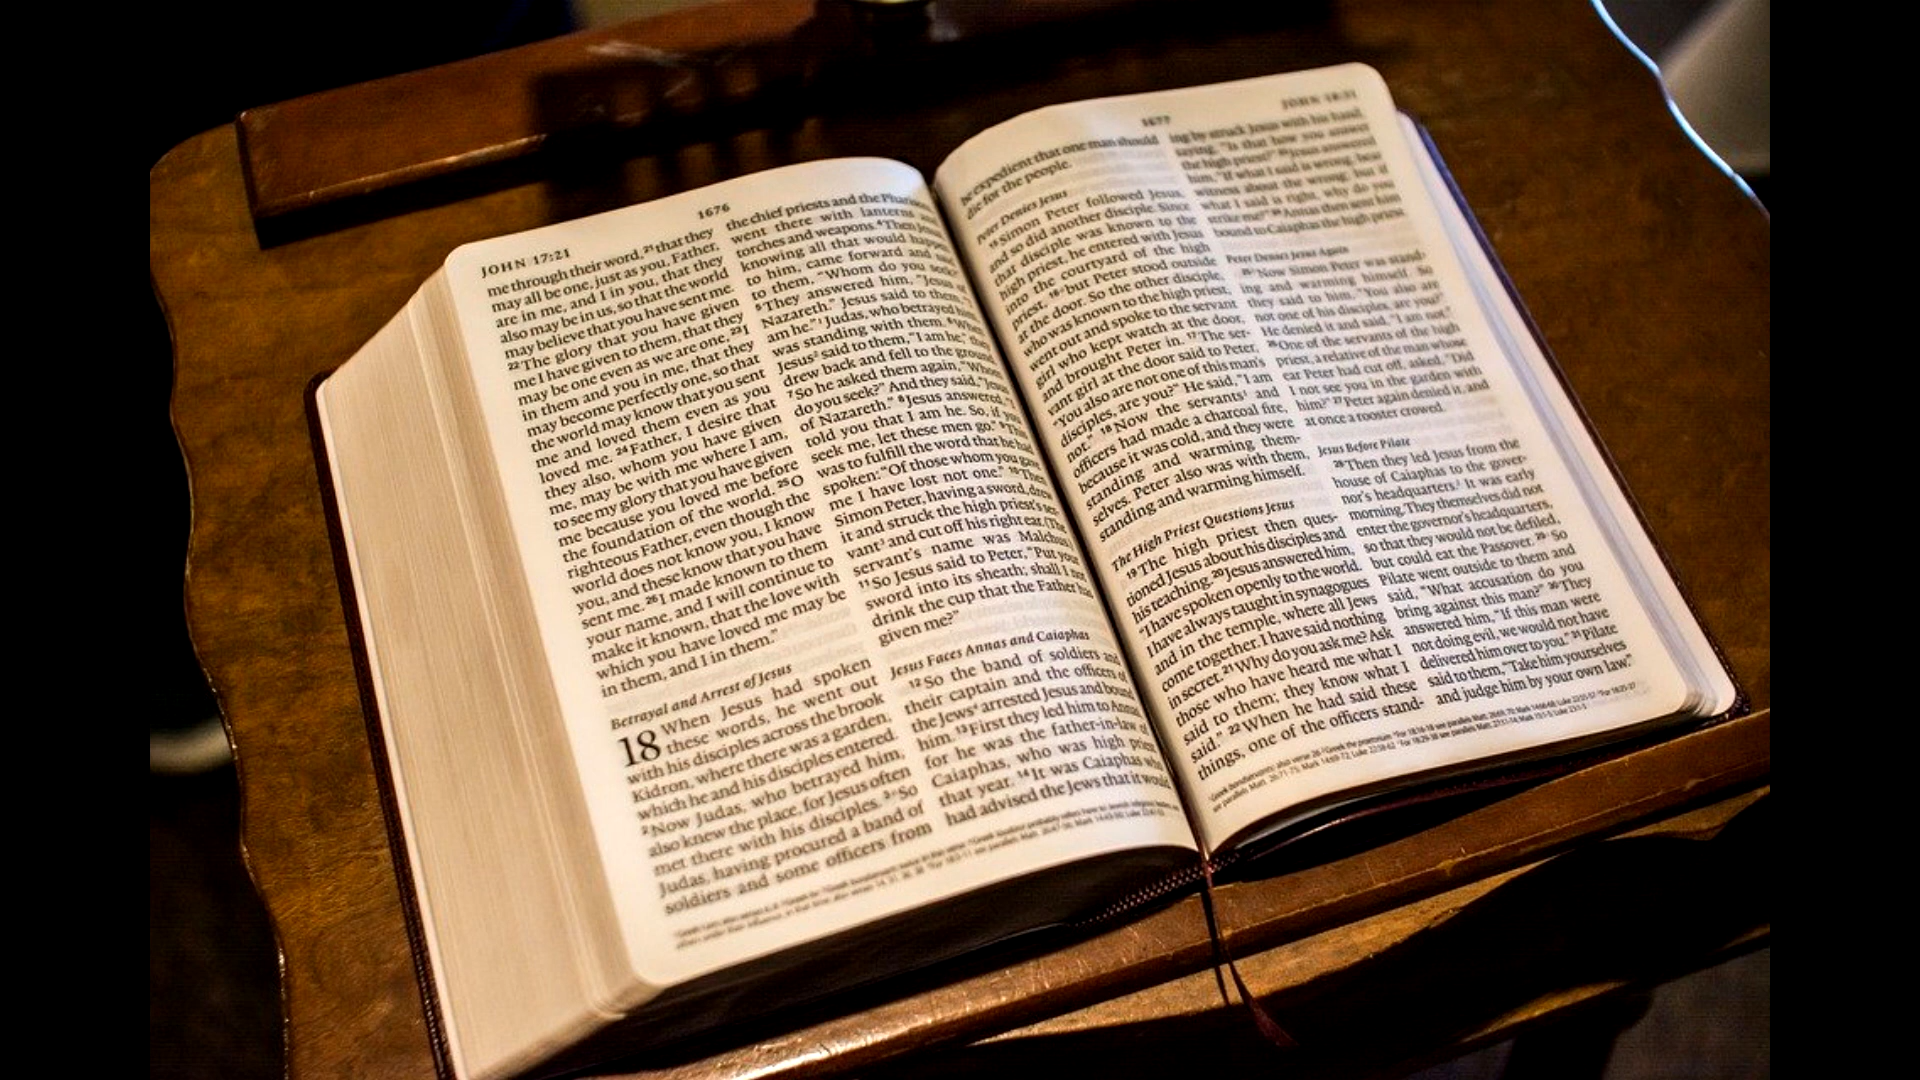 JOHN 17:21
1676
me through their word, 21 that they
may all be one, just as you, Father,
are in me, and I in you, that they
also may be in us, so that the world
may believe that you have sent me.
22 The glory that you have given
me I have given to them, that they
may be one even as we are one, 23 I
in them and you in me, that they
may become perfectly one, so that
the world may know that you sent
me and loved them even as you
loved me. 24 Father, I desire that
they also, whom you have given
me, may be with me where I am,
to see my glory that you have given
me because you loved me before
the foundation of the world. 25 O
righteous Father, even though the
world does not know you, I know
you, and these know that you have
sent me. 26 I made known to them
your name, and I will continue to
make it known, that the love with
which you have loved me may be
in them, and I in them."
Betrayal and Arrest of Jesus
18 When Jesus had spoken
these words, he went out
with his disciples across the brook
Kidron, where there was a garden,
which he and his disciples entered.
2 Now Judas, who betrayed him,
also knew the place, for Jesus often
met there with his disciples. 3 So
Judas, having procured a band of
soldiers and some officers from
the chief priests and the
went there with lanterns and
torches and weapons. 4 Then
knowing all that would happen
to him, came forward and said
to them, "Whom do you seek?"
5 They answered him, "Jesus of
Nazareth." Jesus said to them, "I
am he." 1 Judas, who betrayed him,
was standing with them. 6 When
Jesus 2 said to them, "I am he," they
drew back and fell to the ground.
7 So he asked them again, "Whom
do you seek?" And they said, "Jesus
of Nazareth." 8 Jesus answered, "I
told you that I am he. So, if you
seek me, let these men go." 9 This
was to fulfill the word that he had
spoken: "Of those whom you gave
me I have lost not one." 10 Then
Simon Peter, having a sword, drew
it and struck the high priest's ser-
vant 3 and cut off his right ear. (The
servant's name was Malchus.)
11 So Jesus said to Peter, "Put your
sword into its sheath; shall I not
drink the cup that the Father has
given me?"
Jesus Faces Annas and Caiaphas
12 So the band of soldiers and
their captain and the officers of
the Jews 4 arrested Jesus and bound
him. 13 First they led him to Annas,
for he was the father-in-law of
Caiaphas, who was high priest
that year. 14 It was Caiaphas who
had advised the Jews that it would
1677
JOHN 18:31
be expedient that one man should
die for the people.
Peter Denies Jesus
15 Simon Peter followed Jesus,
and so did another disciple. Since
that disciple was known to the
high priest, he entered with Jesus
into the courtyard of the high
priest, 16 but Peter stood outside
at the door. So the other disciple,
who was known to the high priest,
went out and spoke to the servant
girl who kept watch at the door,
and brought Peter in. 17 The ser-
vant girl at the door said to Peter,
"You also are not one of this man's
disciples, are you?" He said, "I am
not." 18 Now the servants 1 and
officers had made a charcoal fire,
because it was cold, and they were
standing and warming them-
selves. Peter also was with them,
standing and warming himself.
The High Priest Questions Jesus
19 The high priest then ques-
tioned Jesus about his disciples and
his teaching. 20 Jesus answered him,
"I have spoken openly to the world.
I have always taught in synagogues
and in the temple, where all Jews
come together. I have said nothing
in secret. 21 Why do you ask me? Ask
those who have heard me what I
said to them; they know what I
said." 22 When he had said these
things, one of the officers stand-
ing by struck Jesus with his hand,
saying, "Is that how you answer
the high priest?" 23 Jesus answered
him, "If what I said is wrong, bear
witness about the wrong; but if
what I said is right, why do you
strike me?" 24 Annas then sent him
bound to Caiaphas the high priest.
Peter Denies Jesus Again
25 Now Simon Peter was stand-
ing and warming himself. So
they said to him, "You also are
not one of his disciples, are you?"
He denied it and said, "I am not."
26 One of the servants of the high
priest, a relative of the man whose
ear Peter had cut off, asked, "Did
I not see you in the garden with
him?" 27 Peter again denied it, and
at once a rooster crowed.
Jesus Before Pilate
28 Then they led Jesus from the
house of Caiaphas to the gover-
nor's headquarters. 2 It was early
morning. They themselves did not
enter the governor's headquarters,
so that they would not be defiled,
but could eat the Passover. 29 So
Pilate went outside to them and
said, "What accusation do you
bring against this man?" 30 They
answered him, "If this man were
not doing evil, we would not have
delivered him over to you." 31 Pilate
said to them, "Take him yourselves
and judge him by your own law."